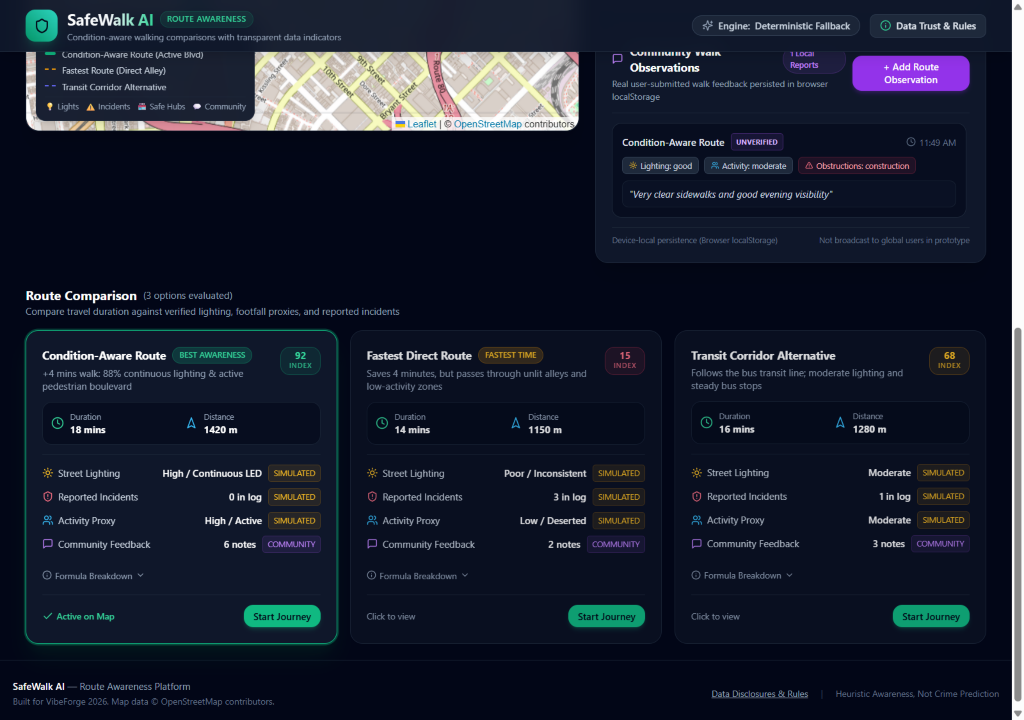 SafeWalk AI ROUTE AWARENESS
Condition-aware walking comparisons with transparent data indicators
Engine: Deterministic Fallback
Data Trust & Rules
Condition-Aware Route (Active Blvd)
Fastest Route (Direct Alley)
Transit Corridor Alternative
Lights Incidents Safe Hubs Community
9th Street
10th Street
Bryant Street
Leaflet | © OpenStreetMap contributors
Community Walk
Observations
1 Local
Reports
+ Add Route
Observation
Real user-submitted walk feedback persisted in browser
localStorage
Condition-Aware Route UNVERIFIED 11:49 AM
Lighting: good Activity: moderate Obstructions: construction
"Very clear sidewalks and good evening visibility"
Device-local persistence (Browser localStorage) Not broadcast to global users in prototype
Route Comparison (3 options evaluated)
Compare travel duration against verified lighting, footfall proxies, and reported incidents
Condition-Aware Route BEST AWARENESS
92
INDEX
+4 mins walk: 88% continuous lighting & active
pedestrian boulevard
Duration
18 mins
Distance
1420 m
Street Lighting High / Continuous LED SIMULATED
Reported Incidents 0 in log SIMULATED
Activity Proxy High / Active SIMULATED
Community Feedback 6 notes COMMUNITY
Formula Breakdown
Active on Map Start Journey
Fastest Direct Route FASTEST TIME
15
INDEX
Saves 4 minutes, but passes through unlit alleys and
low-activity zones
Duration
14 mins
Distance
1150 m
Street Lighting Poor / Inconsistent SIMULATED
Reported Incidents 3 in log SIMULATED
Activity Proxy Low / Deserted SIMULATED
Community Feedback 2 notes COMMUNITY
Formula Breakdown
Click to view Start Journey
Transit Corridor Alternative
68
INDEX
Follows the bus transit line; moderate lighting and
steady bus stops
Duration
16 mins
Distance
1280 m
Street Lighting Moderate SIMULATED
Reported Incidents 1 in log SIMULATED
Activity Proxy Moderate SIMULATED
Community Feedback 3 notes COMMUNITY
Formula Breakdown
Click to view Start Journey
SafeWalk AI — Route Awareness Platform
Built for VibeForge 2026. Map data © OpenStreetMap contributors.
Data Disclosures & Rules | Heuristic Awareness, Not Crime Prediction